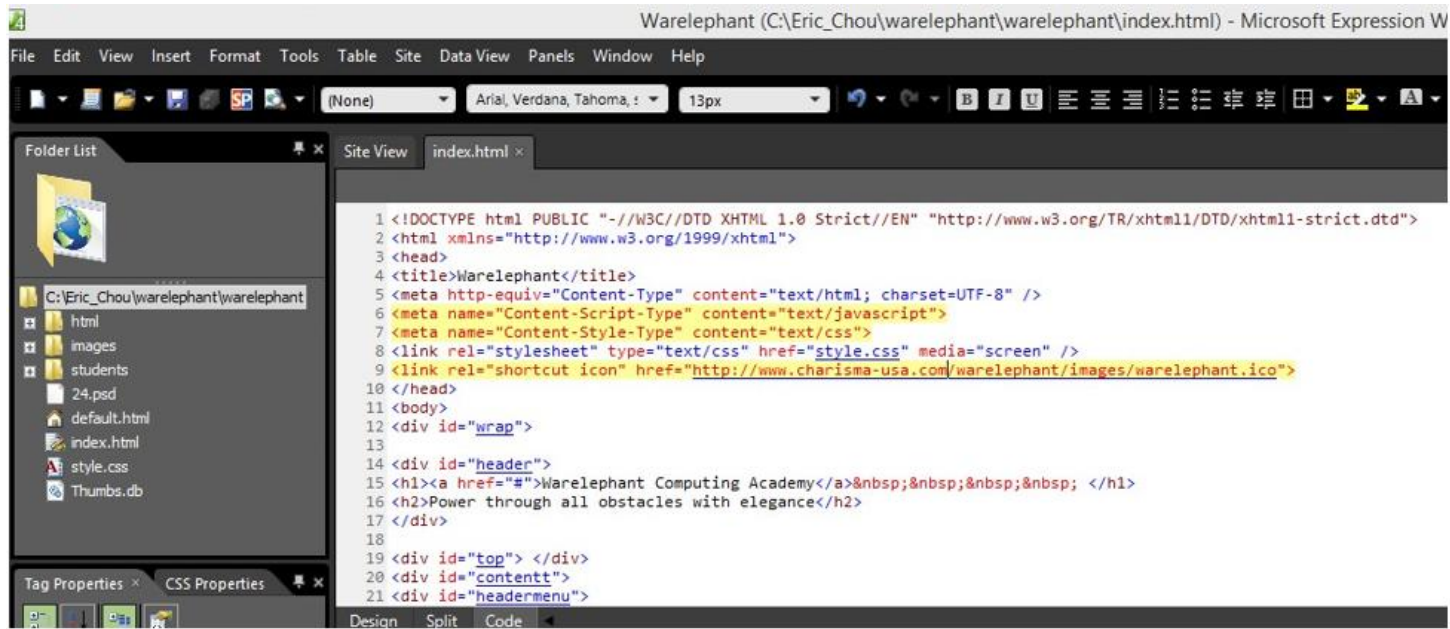 Warelephant (C:\Eric_Chou\warelephant\warelephant\index.html) - Microsoft Expression W
File Edit View Insert Format Tools Table Site Data View Panels Window Help
SP (None) Arial, Verdana, Tahoma, s 13px B I U ab A
Folder List
Site View index.html ×
C:\Eric_Chou\warelephant\warelephant
html
images
students
24.psd
default.html
index.html
style.css
Thumbs.db
Tag Properties × CSS Properties
1 <!DOCTYPE html PUBLIC "-//W3C//DTD XHTML 1.0 Strict//EN" "http://www.w3.org/TR/xhtml1/DTD/xhtml1-strict.dtd">
2 <html xmlns="http://www.w3.org/1999/xhtml">
3 <head>
4 <title>Warelephant</title>
5 <meta http-equiv="Content-Type" content="text/html; charset=UTF-8" />
6 <meta name="Content-Script-Type" content="text/javascript">
7 <meta name="Content-Style-Type" content="text/css">
8 <link rel="stylesheet" type="text/css" href="style.css" media="screen" />
9 <link rel="shortcut icon" href="http://www.charisma-usa.com/warelephant/images/warelephant.ico">
10 </head>
11 <body>
12 <div id="wrap">
13
14 <div id="header">
15 <h1><a href="#">Warelephant Computing Academy</a>&nbsp;&nbsp;&nbsp;&nbsp; </h1>
16 <h2>Power through all obstacles with elegance</h2>
17 </div>
18
19 <div id="top"> </div>
20 <div id="contentt">
21 <div id="headermenu">
Design Split Code